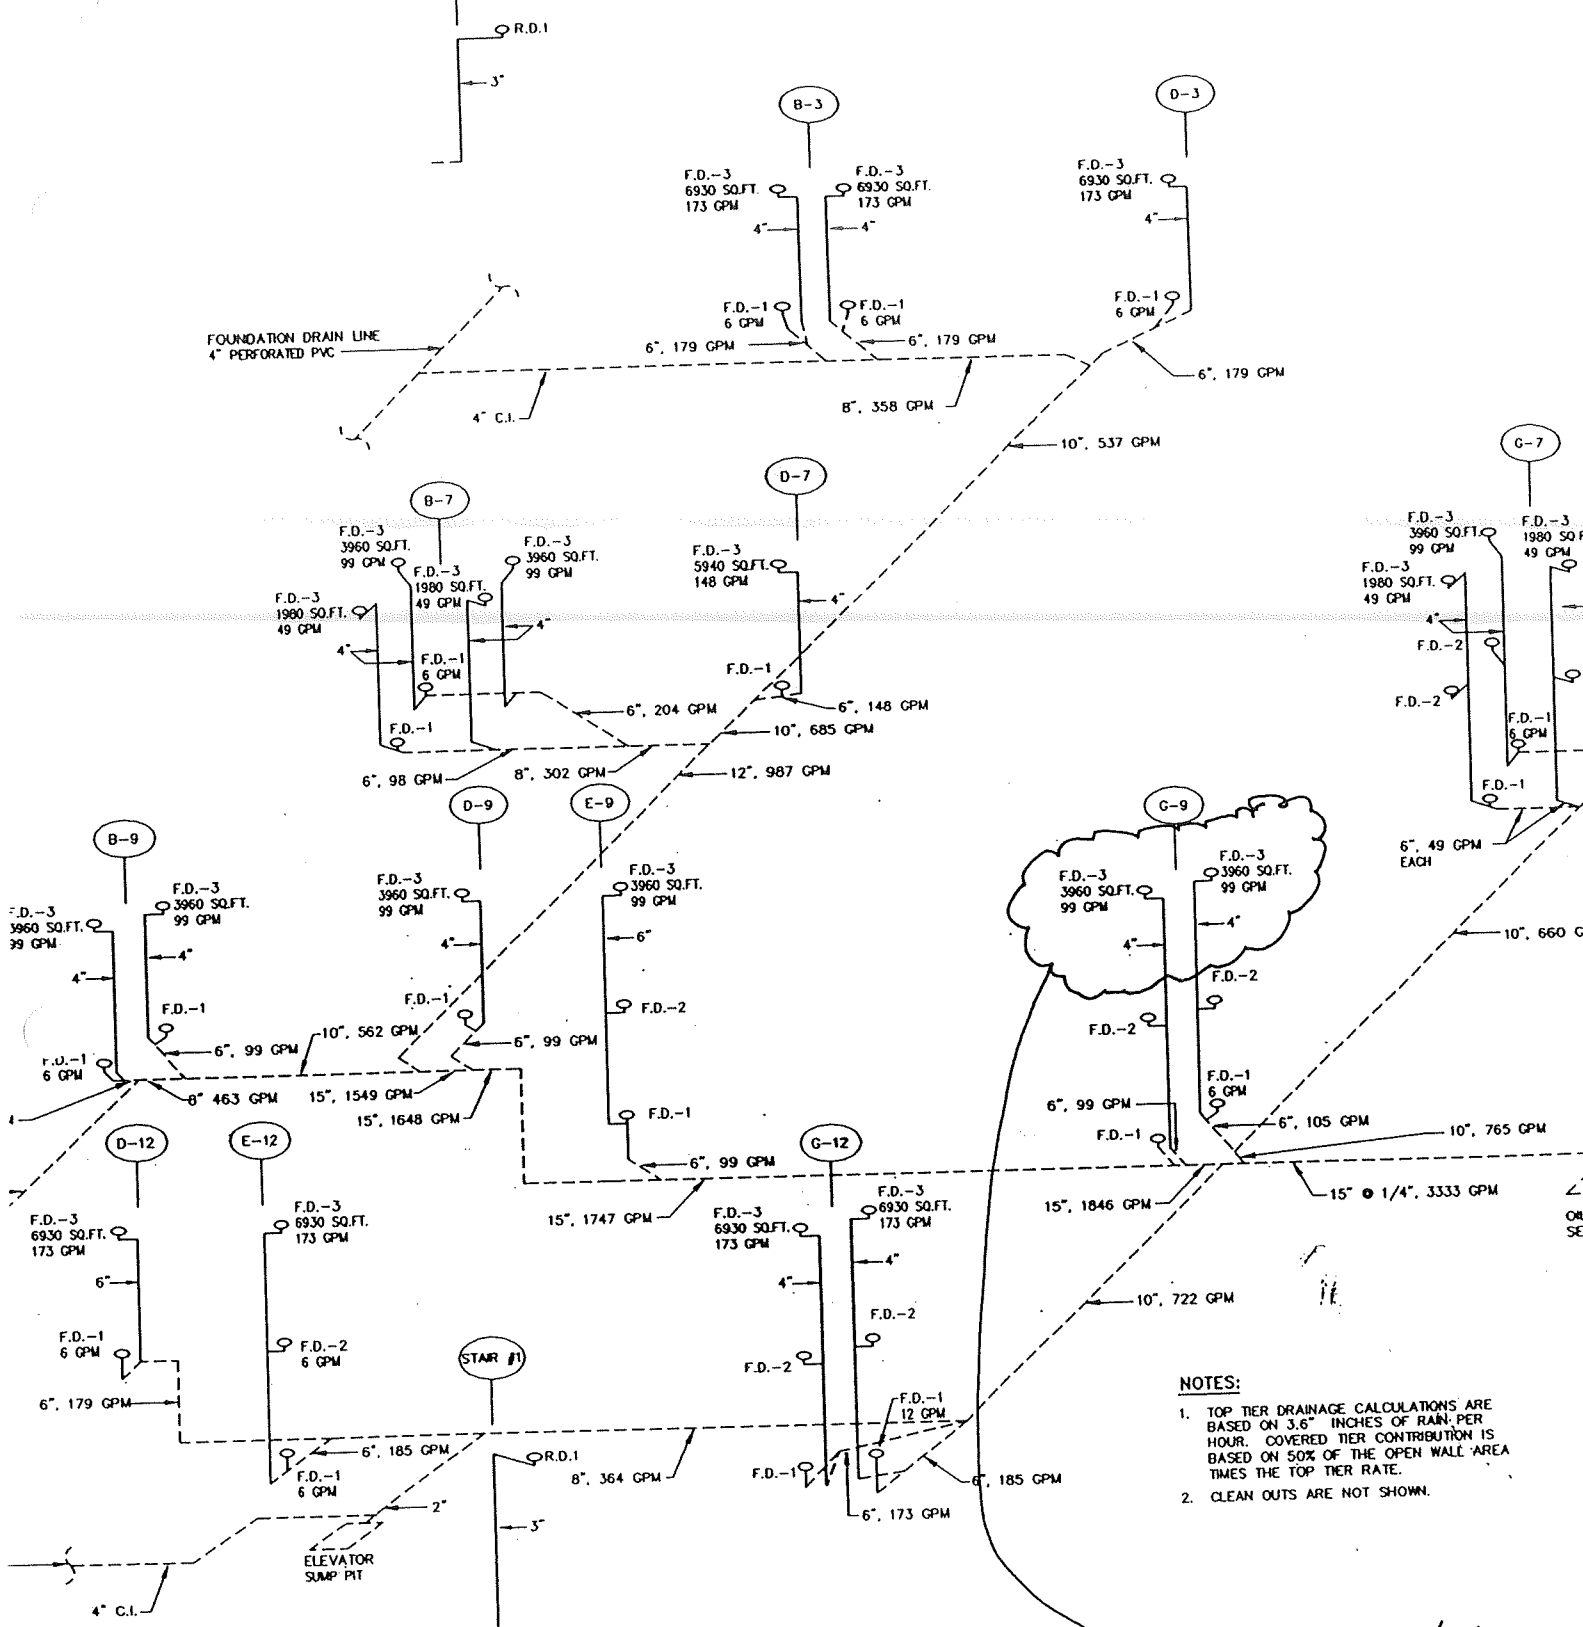 R.D.1
3"
B-3
D-3
F.D.-3
6930 SQ.FT.
173 GPM
F.D.-3
6930 SQ.FT.
173 GPM
F.D.-3
6930 SQ.FT.
173 GPM
4"
4"
4"
F.D.-1
6 GPM
F.D.-1
6 GPM
F.D.-1
6 GPM
FOUNDATION DRAIN LINE
4" PERFORATED PVC
6", 179 GPM
6", 179 GPM
6", 179 GPM
4" C.I.
8", 358 GPM
10", 537 GPM
B-7
D-7
G-7
F.D.-3
3960 SQ.FT.
99 GPM
F.D.-3
3960 SQ.FT.
99 GPM
F.D.-3
1980 SQ.FT.
49 GPM
F.D.-3
1980 SQ.FT.
49 GPM
4"
4"
F.D.-1
6 GPM
F.D.-1
F.D.-3
5940 SQ.FT.
148 GPM
4"
F.D.-1
6", 204 GPM
6", 148 GPM
10", 685 GPM
6", 98 GPM
8", 302 GPM
12", 987 GPM
F.D.-3
3960 SQ.FT.
99 GPM
F.D.-3
1980 SQ F
49 GPM
F.D.-3
1980 SQ.FT.
49 GPM
4"
F.D.-2
F.D.-2
F.D.-1
6 GPM
F.D.-1
6", 49 GPM
EACH
10", 660 G
B-9
D-9
E-9
G-9
F.D.-3
3960 SQ.FT.
99 GPM
F.D.-3
3960 SQ.FT.
99 GPM
4"
4"
F.D.-1
F.D.-1
6 GPM
6", 99 GPM
10", 562 GPM
8" 463 GPM
F.D.-3
3960 SQ.FT.
99 GPM
4"
F.D.-1
6", 99 GPM
15", 1549 GPM
15", 1648 GPM
F.D.-3
3960 SQ.FT.
99 GPM
6"
F.D.-2
F.D.-1
6", 99 GPM
15", 1747 GPM
F.D.-3
3960 SQ.FT.
99 GPM
F.D.-3
3960 SQ.FT.
99 GPM
4"
4"
F.D.-2
F.D.-2
F.D.-1
6 GPM
6", 99 GPM
F.D.-1
6", 105 GPM
10", 765 GPM
15", 1846 GPM
15" @ 1/4", 3333 GPM
OIL
SE
D-12
E-12
G-12
F.D.-3
6930 SQ.FT.
173 GPM
6"
F.D.-1
6 GPM
6", 179 GPM
F.D.-3
6930 SQ.FT.
173 GPM
F.D.-2
6 GPM
6", 185 GPM
F.D.-1
6 GPM
STAIR #1
R.D.1
3"
2"
ELEVATOR
SUMP PIT
4" C.I.
8", 364 GPM
F.D.-3
6930 SQ.FT.
173 GPM
F.D.-3
6930 SQ.FT.
173 GPM
4"
4"
F.D.-2
F.D.-2
F.D.-1
12 GPM
F.D.-1
6", 185 GPM
6", 173 GPM
10", 722 GPM
NOTES:
1. TOP TIER DRAINAGE CALCULATIONS ARE
BASED ON 3.6" INCHES OF RAIN PER
HOUR. COVERED TIER CONTRIBUTION IS
BASED ON 50% OF THE OPEN WALL AREA
TIMES THE TOP TIER RATE.
2. CLEAN OUTS ARE NOT SHOWN.